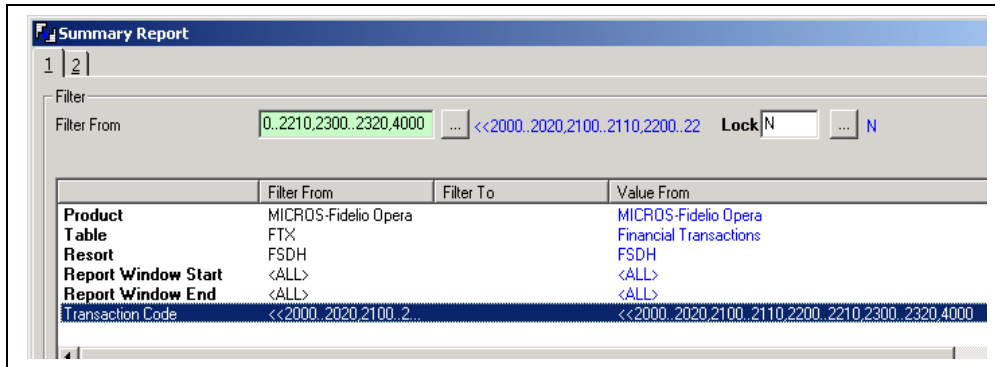 Summary Report
1 2
Filter
Filter From 0..2210,2300..2320,4000 ... <<2000..2020,2100..2110,2200..22 Lock N ... N
Filter From Filter To Value From
Product MICROS-Fidelio Opera MICROS-Fidelio Opera
Table FTX Financial Transactions
Resort FSDH FSDH
Report Window Start <ALL> <ALL>
Report Window End <ALL> <ALL>
Transaction Code <<2000..2020,2100..2... <<2000..2020,2100..2110,2200..2210,2300..2320,4000